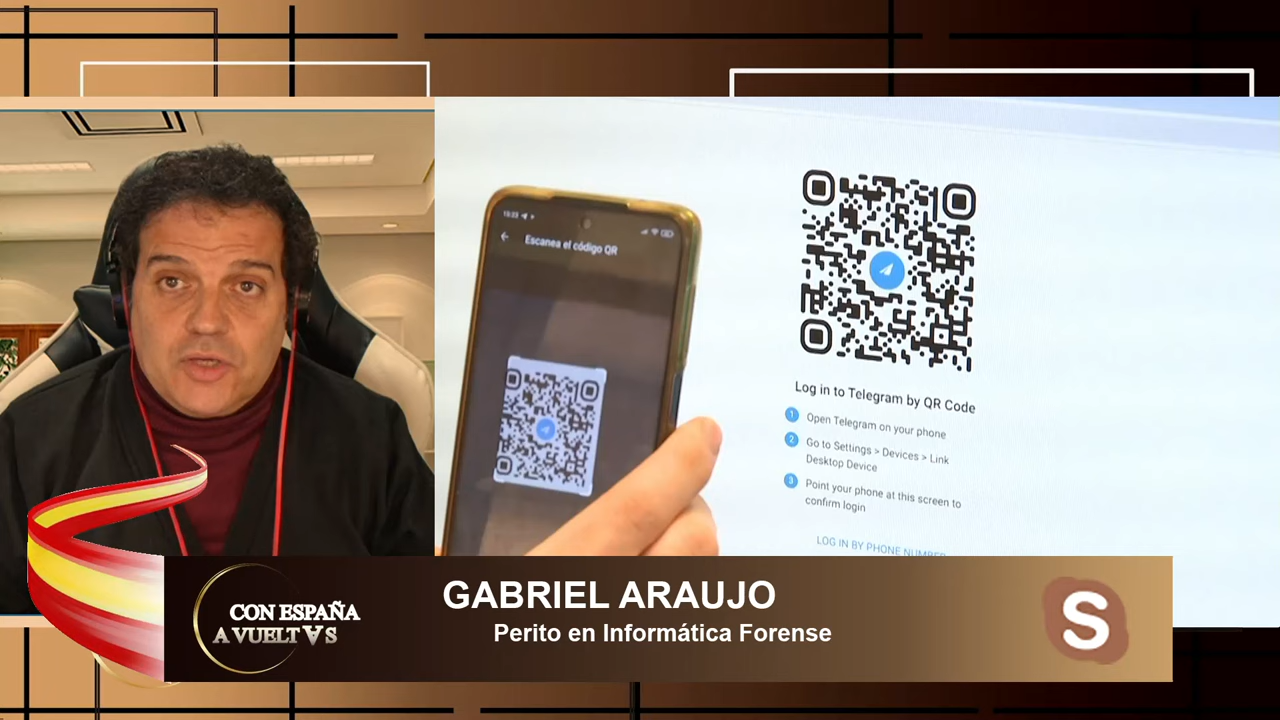 13:22
Escanea el código QR
Log in to Telegram by QR Code
1 Open Telegram on your phone
2 Go to Settings > Devices > Link
Desktop Device
3 Point your phone at this screen to
confirm login
LOG IN BY PHONE NUMBER
CON ESPAÑA
A VUELTAS
GABRIEL ARAUJO
Perito en Informática Forense
S